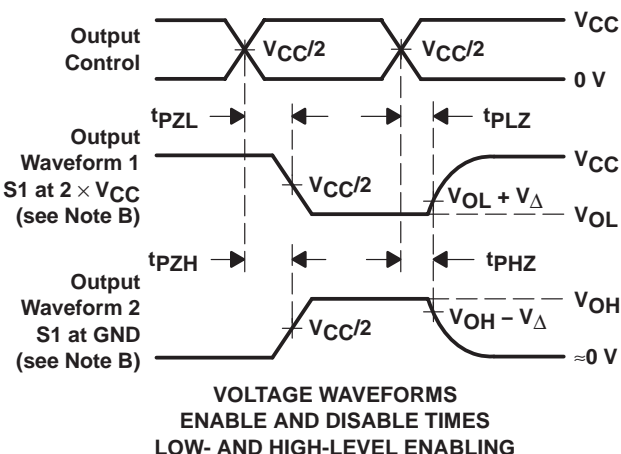 Output
Control
VCC/2
VCC/2
VCC
0 V
tPZL
tPLZ
Output
Waveform 1
S1 at 2 × VCC
(see Note B)
VCC/2
VCC
VOL + VΔ
VOL
tPZH
tPHZ
Output
Waveform 2
S1 at GND
(see Note B)
VCC/2
VOH
VOH − VΔ
≈0 V
VOLTAGE WAVEFORMS
ENABLE AND DISABLE TIMES
LOW- AND HIGH-LEVEL ENABLING